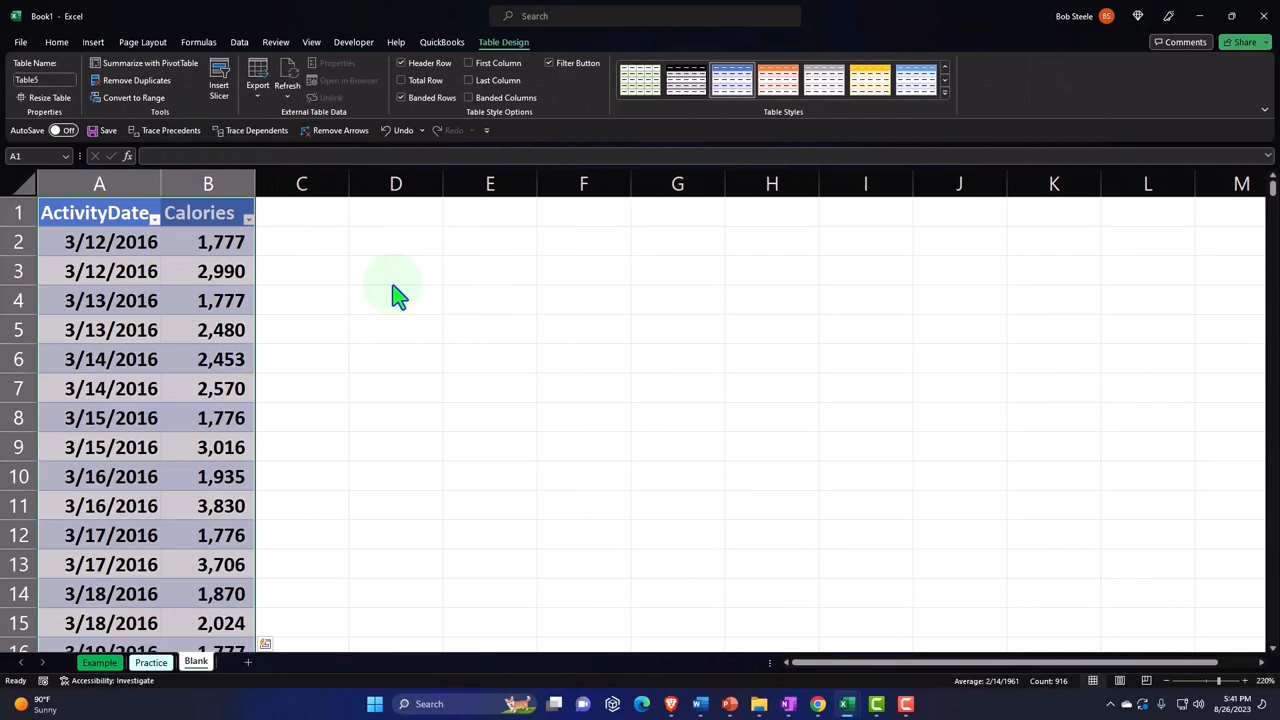 Book1 - Excel
Search
Bob Steele
BS
File Home Insert Page Layout Formulas Data Review View Developer Help QuickBooks Table Design
Comments
Share
Table Name:
Table5
Resize Table
Properties
Summarize with PivotTable
Remove Duplicates
Convert to Range
Insert
Slicer
Tools
Export
Refresh
Properties
Open in Browser
Unlink
External Table Data
Header Row
Total Row
Banded Rows
First Column
Last Column
Banded Columns
Filter Button
Table Style Options
Table Styles
AutoSave Off Save Trace Precedents Undo Trace Dependents Remove Arrows Redo
A1
fx
A B C D E F G H I J K L M
1 ActivityDate Calories
2 3/12/2016 1,777
3 3/12/2016 2,990
4 3/13/2016 1,777
5 3/13/2016 2,480
6 3/14/2016 2,453
7 3/14/2016 2,570
8 3/15/2016 1,776
9 3/15/2016 3,016
10 3/16/2016 1,935
11 3/16/2016 3,830
12 3/17/2016 1,776
13 3/17/2016 3,706
14 3/18/2016 1,870
15 3/18/2016 2,024
16 3/19/2016 1,777
Example Practice Blank
Ready Accessibility: Investigate
Average: 2/14/1961 Count: 916
220%
90°F
Sunny
Search
5:41 PM
8/26/2023